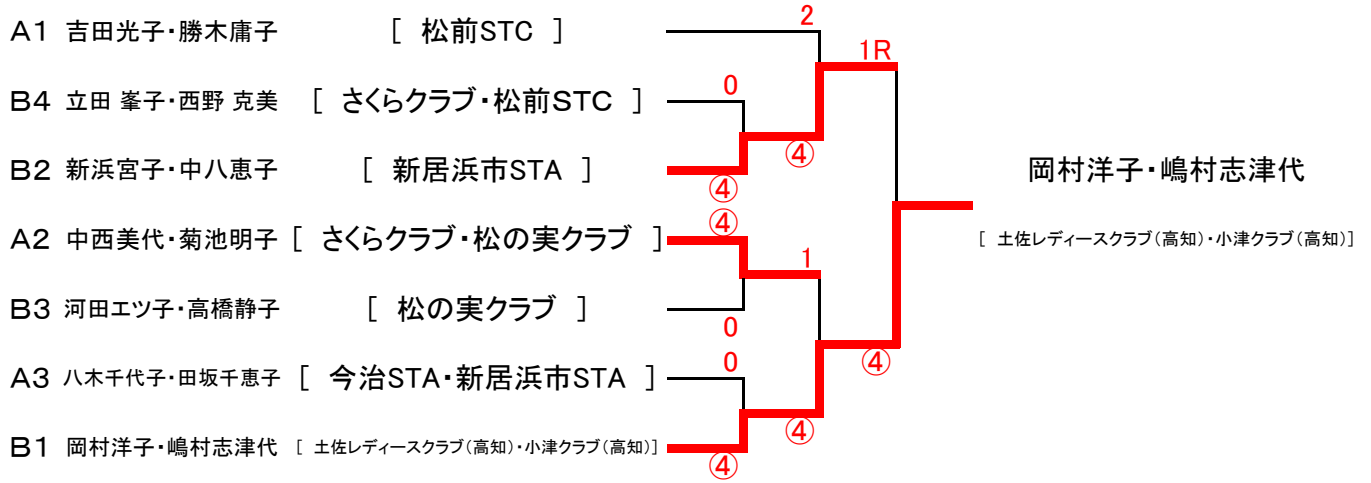 A1 吉田光子・勝木庸子 [ 松前STC ]
2
1R
B4 立田 峯子・西野 克美 [ さくらクラブ・松前STC ]
0
④
B2 新浜宮子・中八恵子 [ 新居浜市STA ]
④
岡村洋子・嶋村志津代
[ 土佐レディースクラブ(高知)・小津クラブ(高知)]
A2 中西美代・菊池明子 [ さくらクラブ・松の実クラブ ]
④
1
B3 河田エツ子・高橋静子 [ 松の実クラブ ]
0
④
A3 八木千代子・田坂千恵子 [ 今治STA・新居浜市STA ]
0
④
B1 岡村洋子・嶋村志津代 [ 土佐レディースクラブ(高知)・小津クラブ(高知)]
④